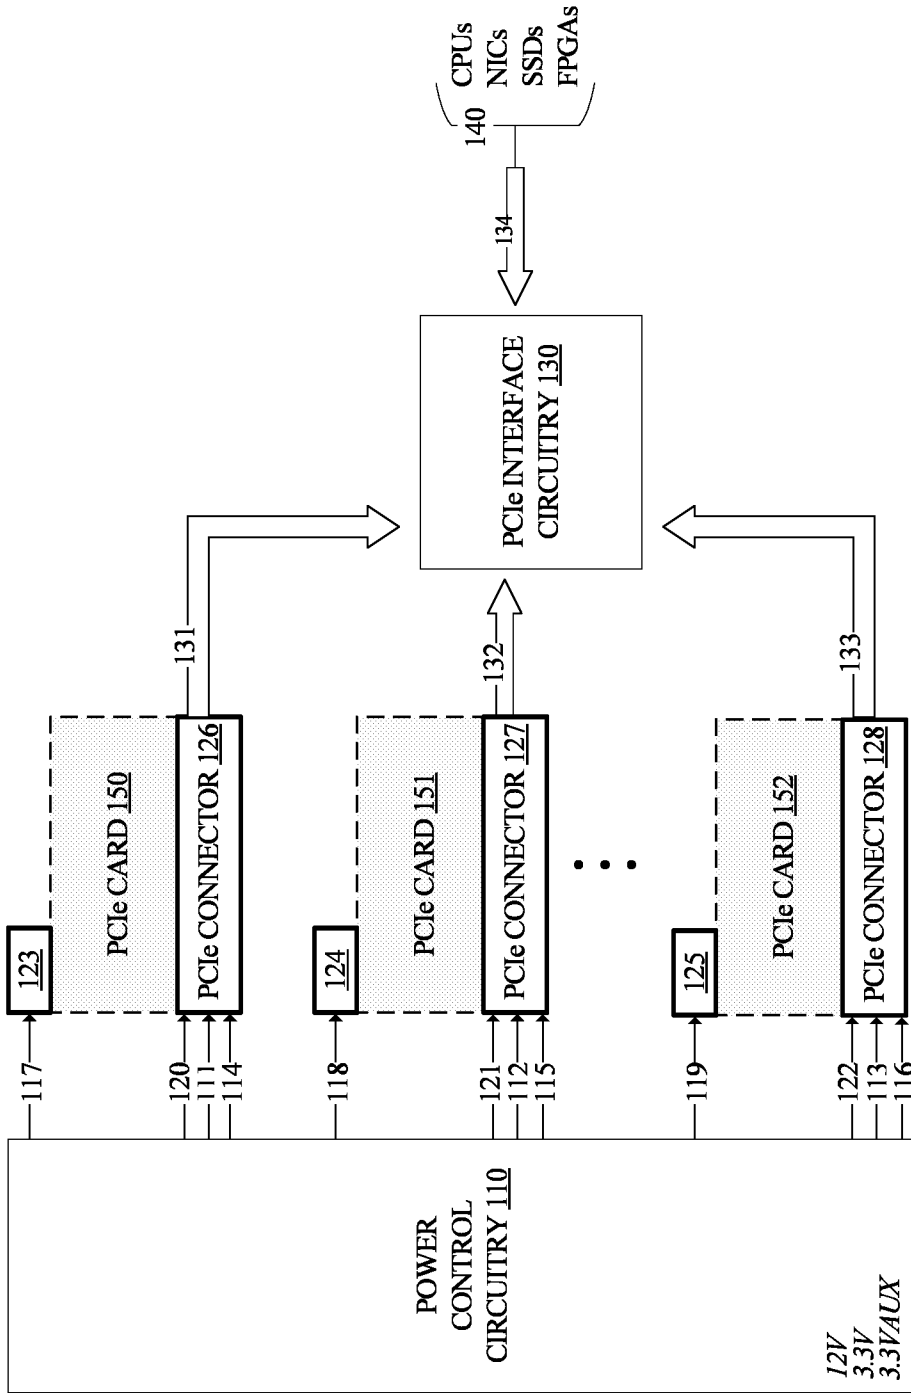 117
123
PCIe CARD 150
120
111
114
PCIe CONNECTOR 126
131
118
124
PCIe CARD 151
121
112
115
PCIe CONNECTOR 127
132
POWER
CONTROL
CIRCUITRY 110
PCIe INTERFACE
CIRCUITRY 130
134
140
CPUs
NICs
SSDs
FPGAs
119
125
PCIe CARD 152
122
113
116
PCIe CONNECTOR 128
133
12V
3.3V
3.3VAUX